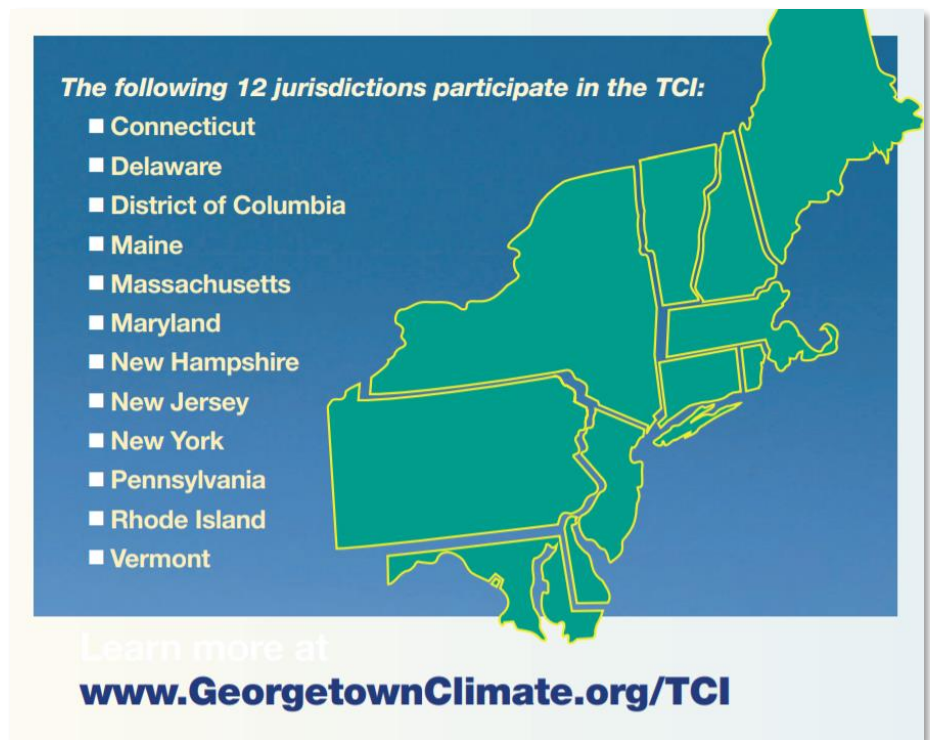 The following 12 jurisdictions participate in the TCI:
Connecticut
Delaware
District of Columbia
Maine
Massachusetts
Maryland
New Hampshire
New Jersey
New York
Pennsylvania
Rhode Island
Vermont
Learn more at
www.GeorgetownClimate.org/TCI